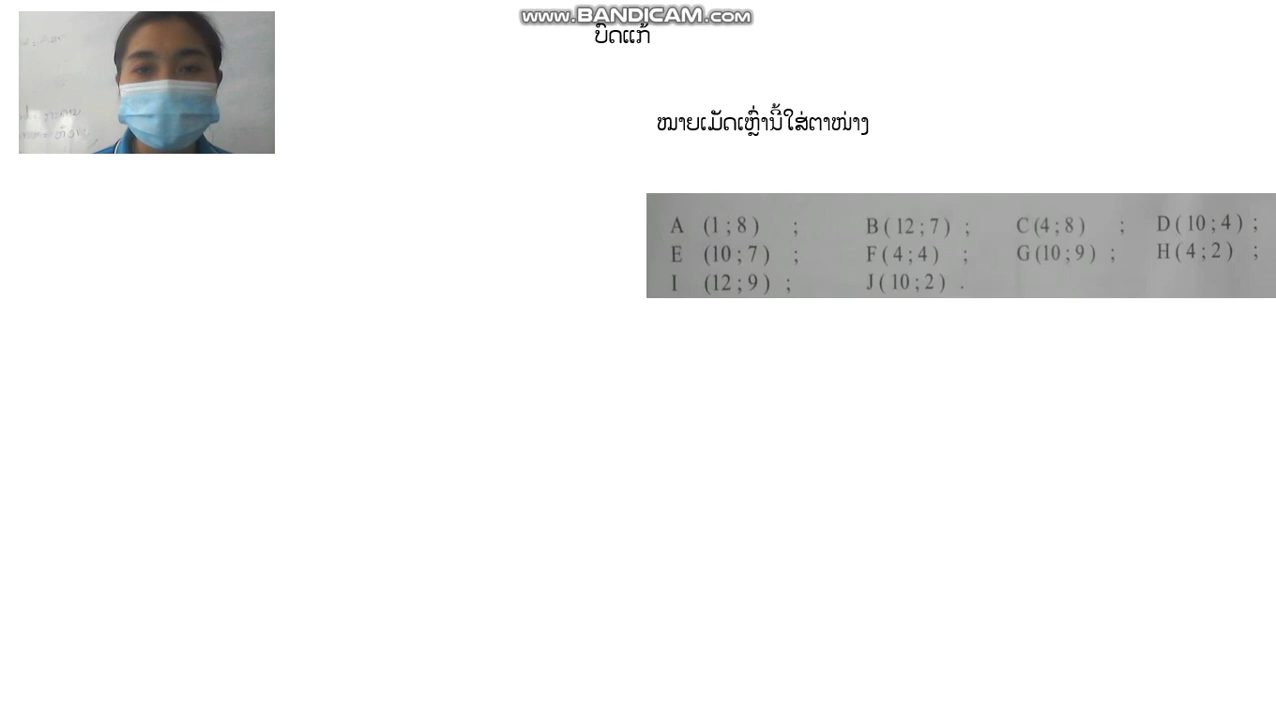 www.BANDICAM.com
ບົດແກ້
ໝາຍເມັດເຫຼົ່ານີ້ໃສ່ຕາໜ່າງ
A (1 ; 8) ; B ( 12 ; 7 ) ; C (4 ; 8 ) ; D ( 10 ; 4 ) ;
E (10 ; 7 ) ; F ( 4 ; 4 ) ; G (10 ; 9 ) ; H ( 4 ; 2 ) ;
I (12 ; 9 ) ; J ( 10 ; 2 ) .